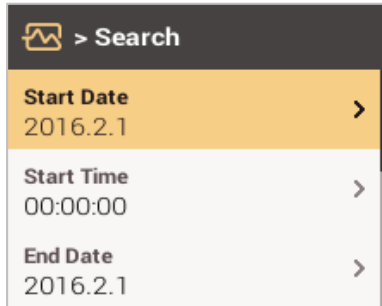 > Search
Start Date
2016.2.1
Start Time
00:00:00
End Date
2016.2.1